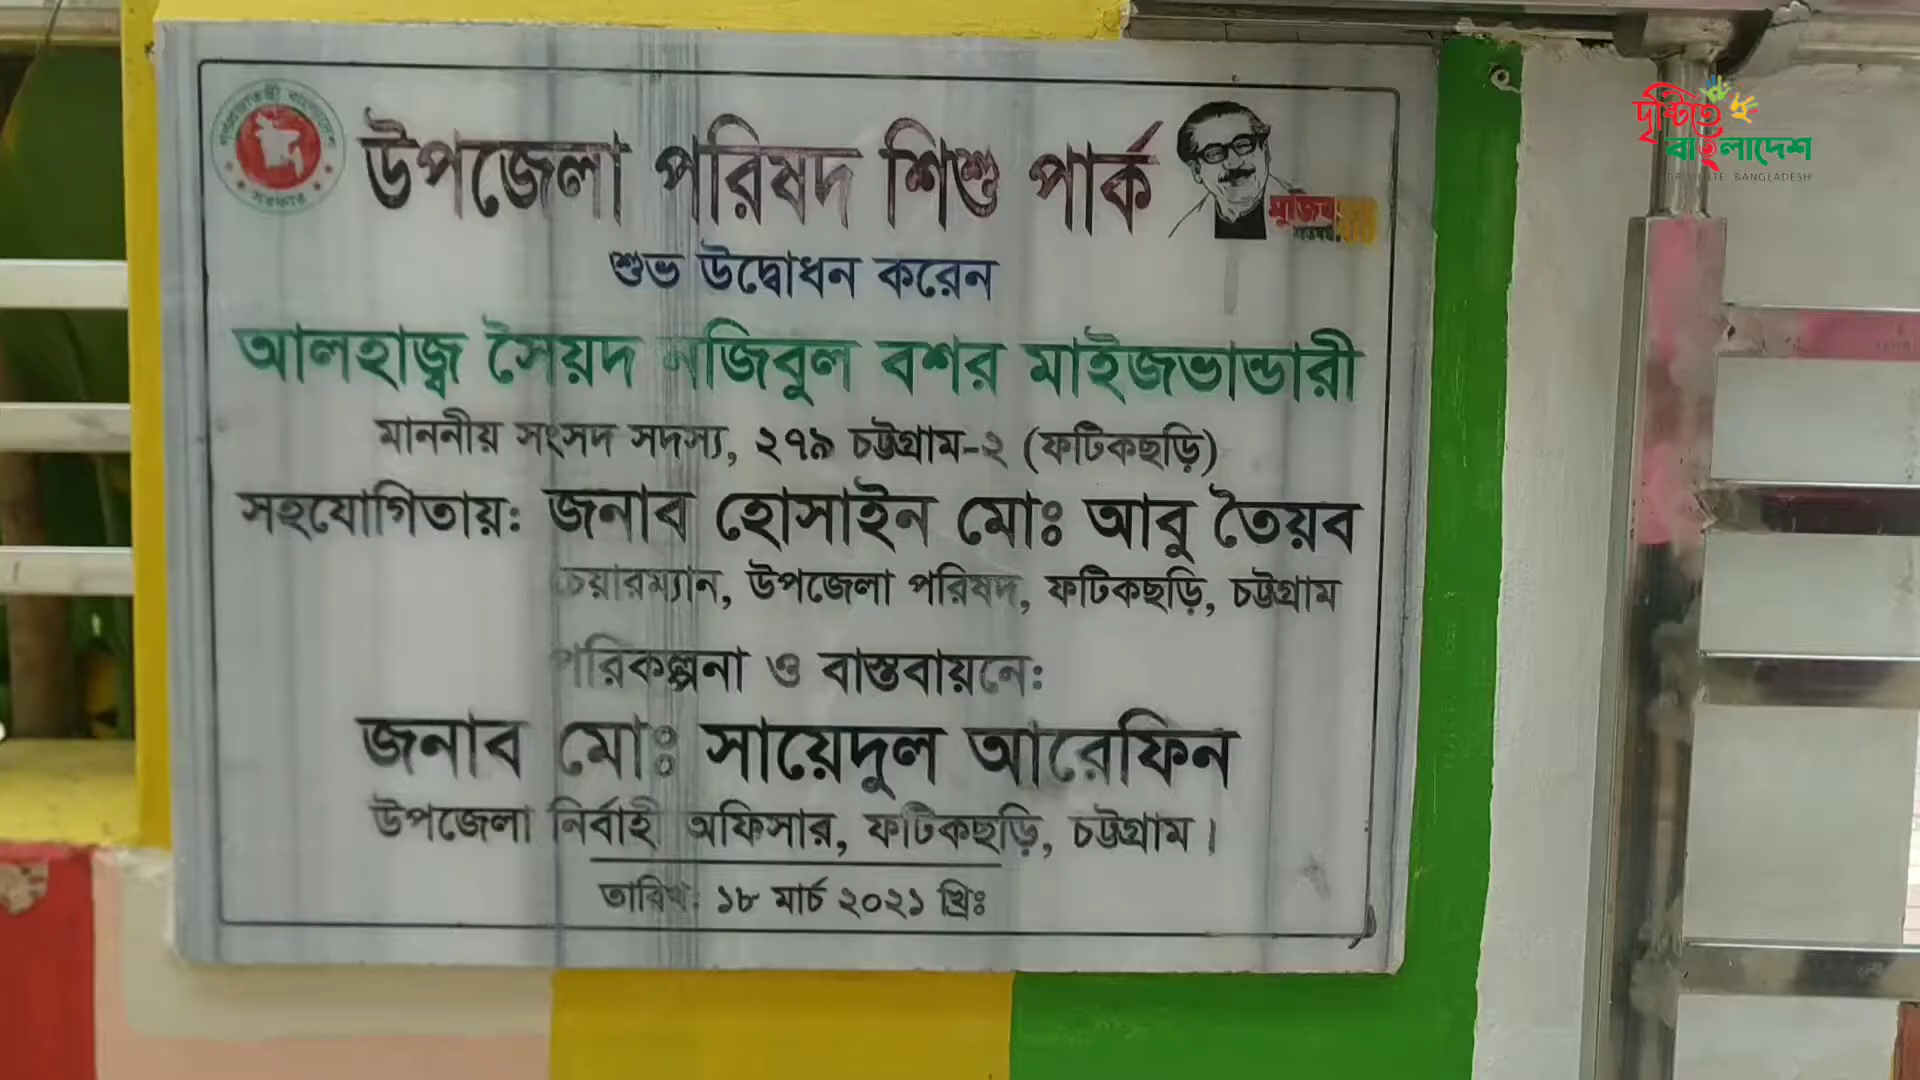 উপজেলা পরিষদ শিশু পার্ক
শুভ উদ্বোধন করেন
আলহাজ্ব সৈয়দ নজিবুল বশর মাইজভান্ডারী
মাননীয় সংসদ সদস্য, ২৭৯ চট্টগ্রাম-২ (ফটিকছড়ি)
সহযোগিতায়: জনাব হোসাইন মোঃ আবু তৈয়ব
চেয়ারম্যান, উপজেলা পরিষদ, ফটিকছড়ি, চট্টগ্রাম
পরিকল্পনা ও বাস্তবায়নে:
জনাব মোঃ সায়েদুল আরেফিন
উপজেলা নির্বাহী অফিসার, ফটিকছড়ি, চট্টগ্রাম।
তারিখ: ১৮ মার্চ ২০২১ খ্রিঃ
মুজিব
দৃষ্টিতে
বাংলাদেশ
BANGLADESH